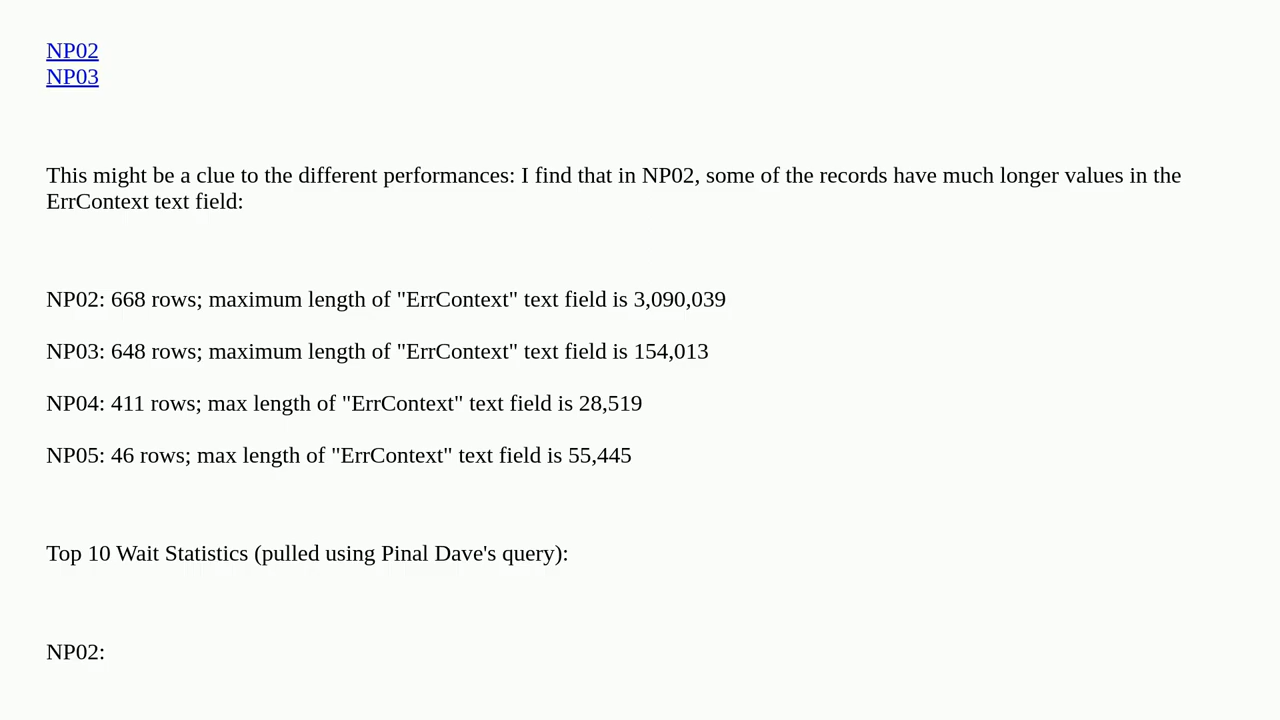 NP02
NP03
This might be a clue to the different performances: I find that in NP02, some of the records have much longer values in the
ErrContext text field:
NP02: 668 rows; maximum length of "ErrContext" text field is 3,090,039
NP03: 648 rows; maximum length of "ErrContext" text field is 154,013
NP04: 411 rows; max length of "ErrContext" text field is 28,519
NP05: 46 rows; max length of "ErrContext" text field is 55,445
Top 10 Wait Statistics (pulled using Pinal Dave's query):
NP02: